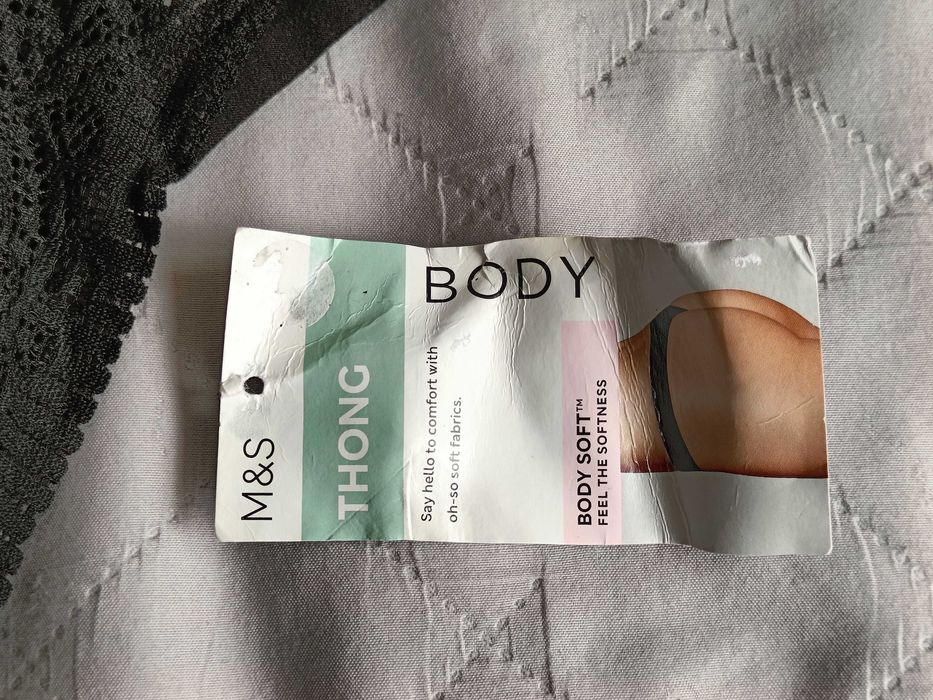 M&S
THONG
BODY
Say hello to comfort with
oh-so soft fabrics.
BODY SOFT™
FEEL THE SOFTNESS